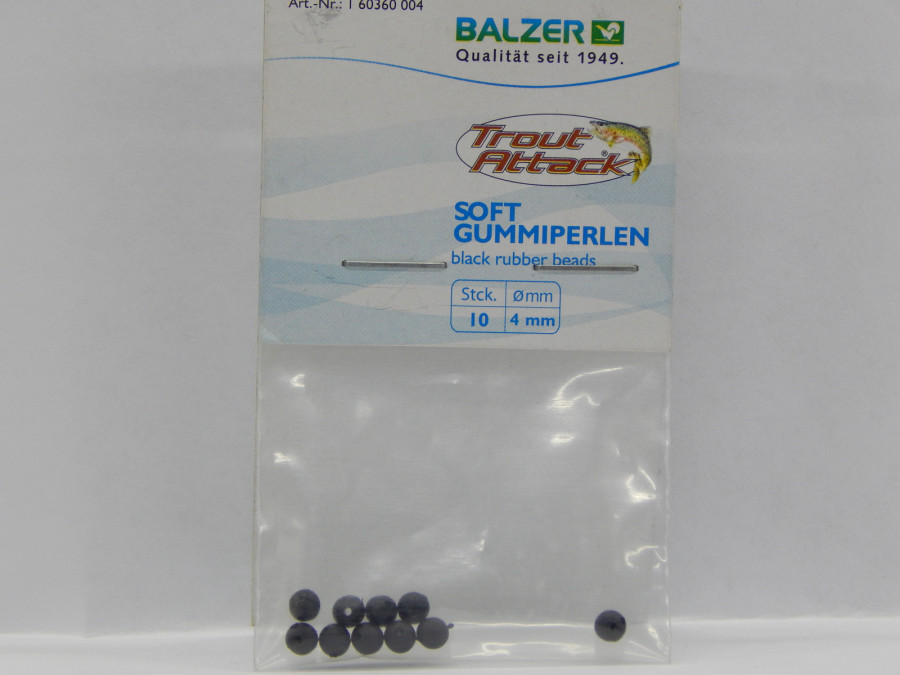 Art.-Nr.: 1 60360 004
BALZER
Qualität seit 1949.
Trout
Attack®
SOFT
GUMMIPERLEN
black rubber beads
Stck. Ømm
10 4 mm